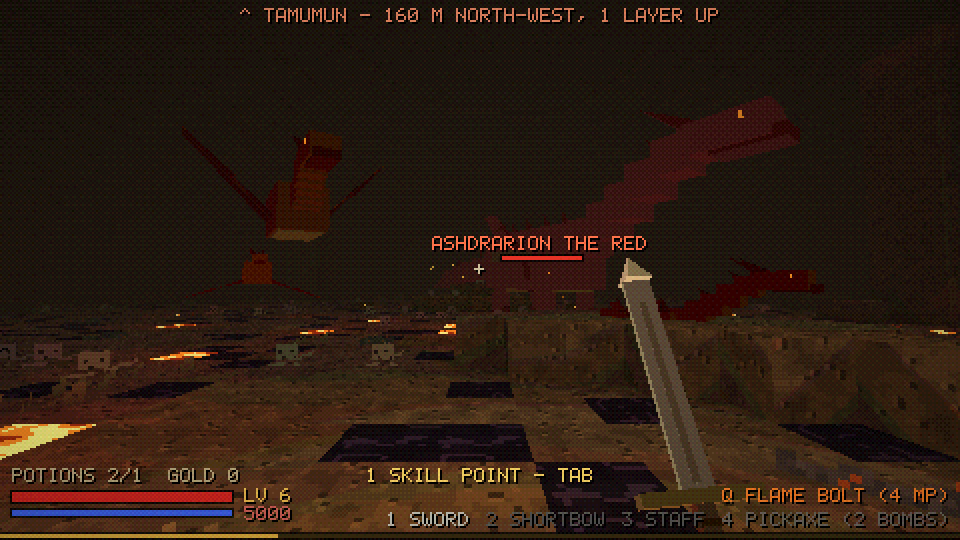 ^ TAMUMUN - 160 M NORTH-WEST, 1 LAYER UP
ASHDRARION THE RED
POTIONS 2/1 GOLD 0
1 SKILL POINT - TAB
LV 6
5000
Q FLAME BOLT (4 MP)
1 SWORD 2 SHORTBOW 3 STAFF 4 PICKAXE (2 BOMBS)